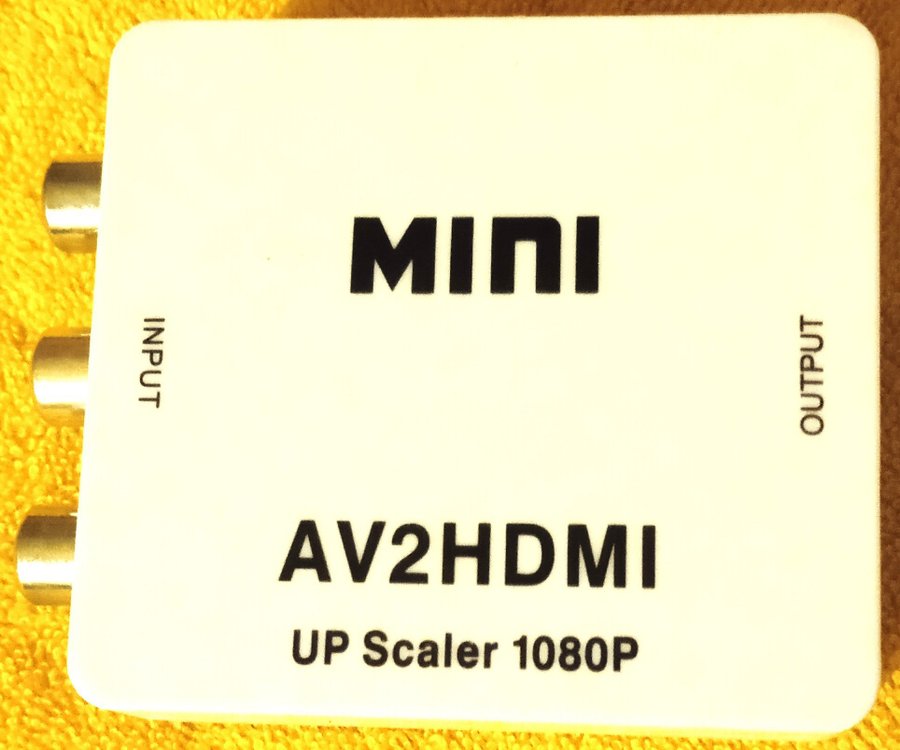 MINI
INPUT
OUTPUT
AV2HDMI
UP Scaler 1080P